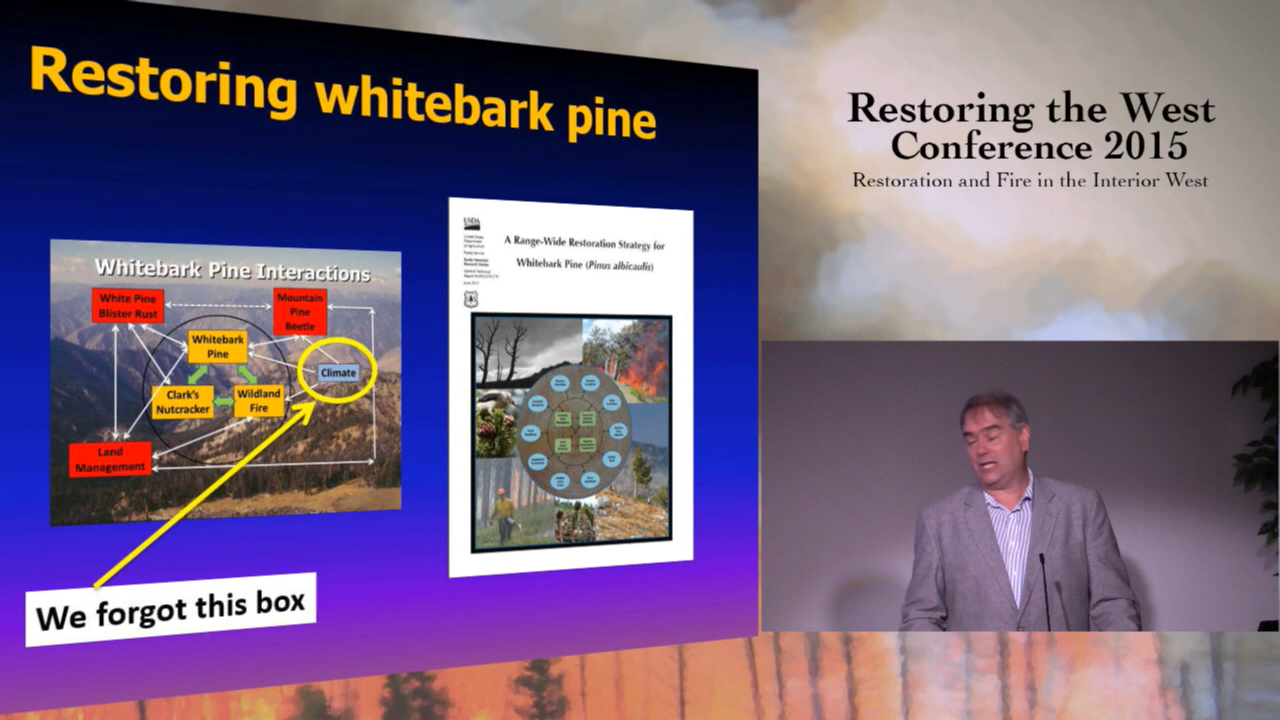 Restoring whitebark pine
Restoring the West
Conference 2015
Restoration and Fire in the Interior West
Whitebark Pine Interactions
White Pine
Blister Rust
Mountain
Pine
Beetle
Whitebark
Pine
Climate
Clark's
Nutcracker
Wildland
Fire
Land
Management
We forgot this box
USDA
A Range-Wide Restoration Strategy for
Whitebark Pine (Pinus albicaulis)